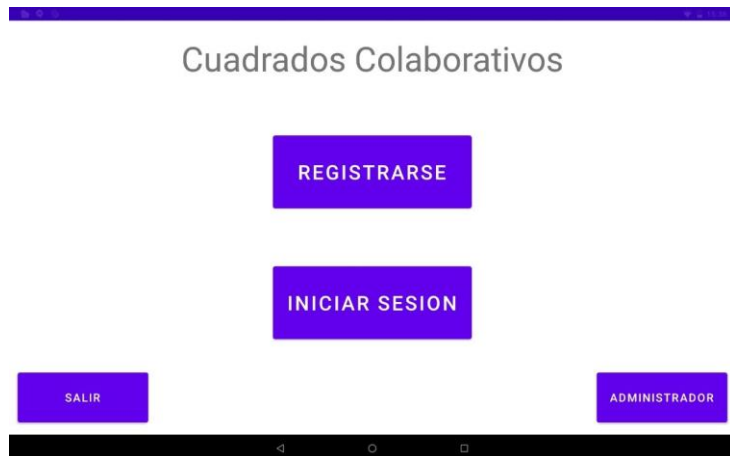 Cuadrados Colaborativos
REGISTRARSE
INICIAR SESION
SALIR
ADMINISTRADOR